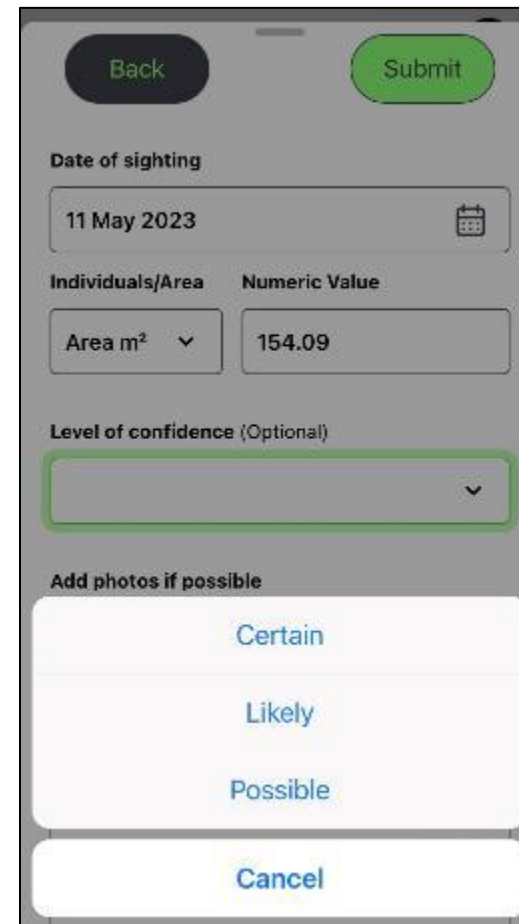 Back Submit
Date of sighting
11 May 2023
Individuals/Area Numeric Value
Area m² 154.09
Level of confidence (Optional)
Add photos if possible
Certain
Likely
Possible
Cancel